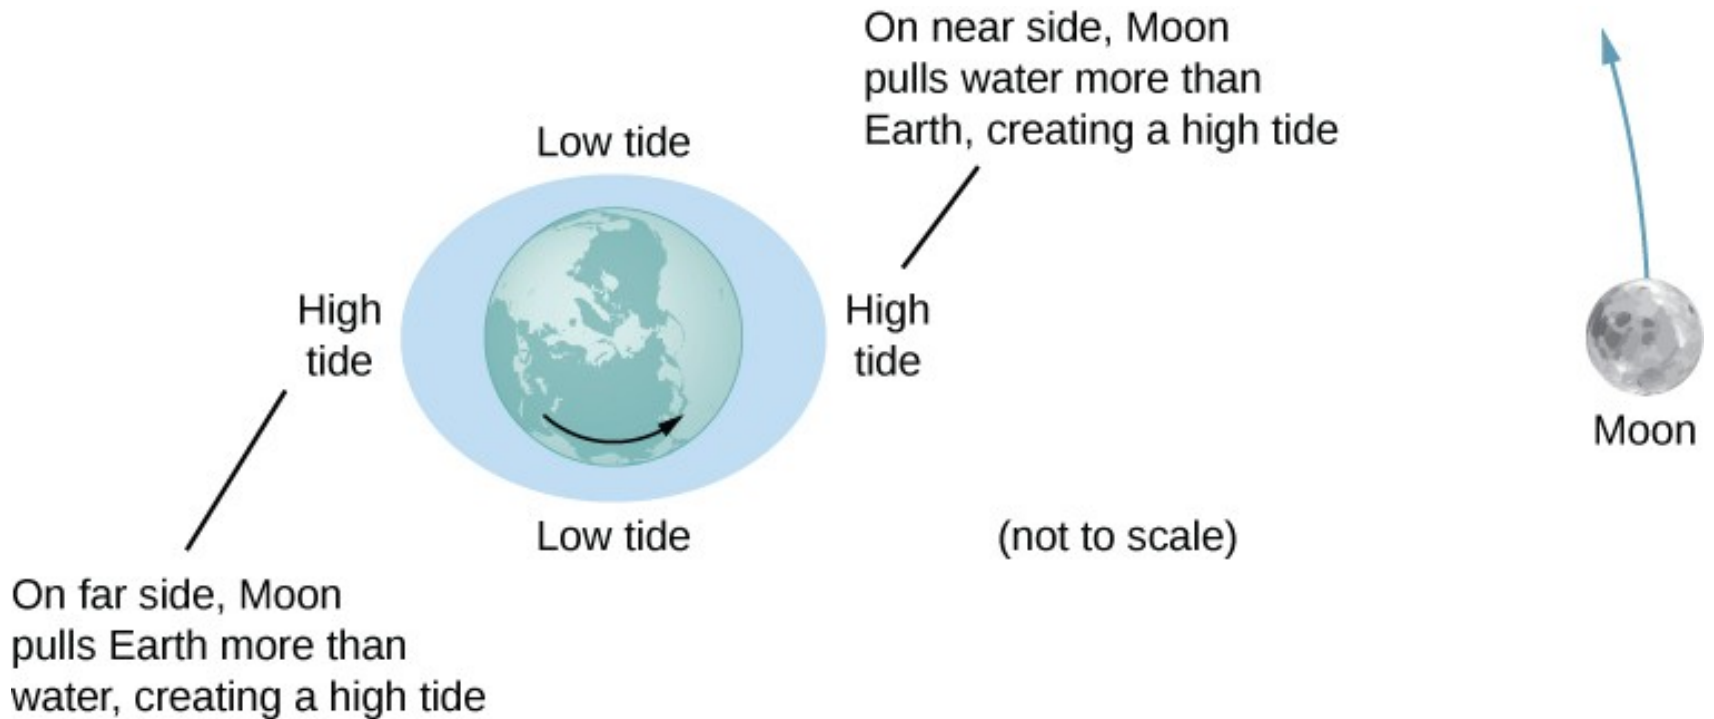 On near side, Moon
pulls water more than
Earth, creating a high tide
Low tide
High
tide
High
tide
Moon
Low tide
(not to scale)
On far side, Moon
pulls Earth more than
water, creating a high tide